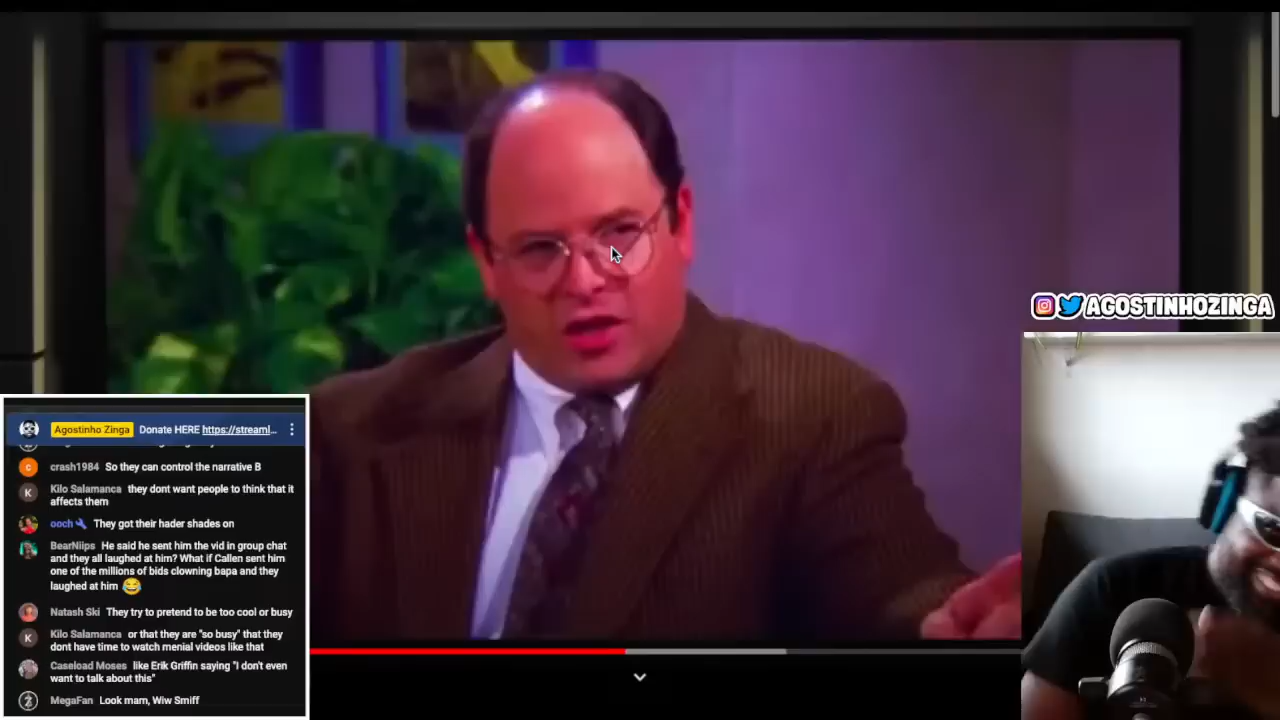 AGOSTINHOZINGA
Agostinho Zinga Donate HERE https://streaml...
crash1984 So they can control the narrative B
Kilo Salamanca they dont want people to think that it
affects them
ooch They got their hader shades on
BearNiips He said he sent him the vid in group chat
and they all laughed at him? What if Callen sent him
one of the millions of bids clowning bapa and they
laughed at him 😂
Natash Ski They try to pretend to be too cool or busy
Kilo Salamanca or that they are "so busy" that they
dont have time to watch menial videos like that
Caseload Moses like Erik Griffin saying "I don't even
want to talk about this"
MegaFan Look mam, Wiw Smiff